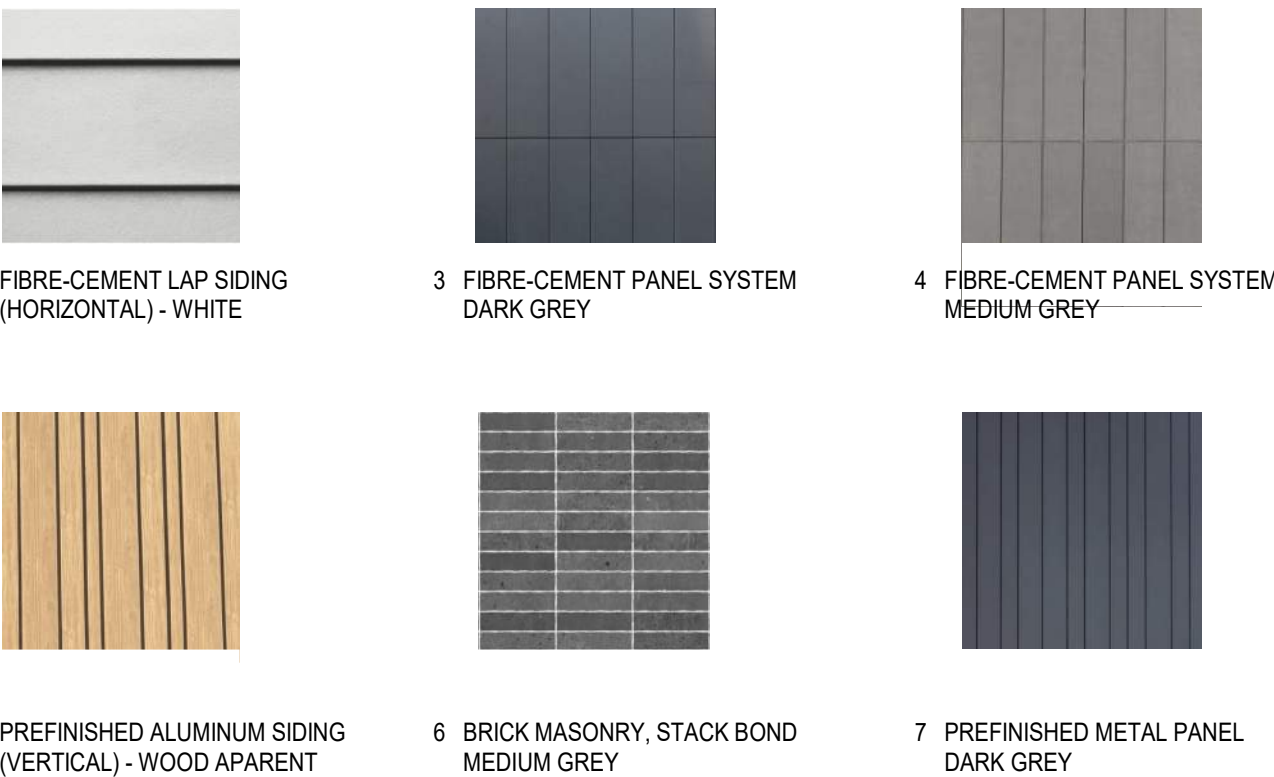 FIBRE-CEMENT LAP SIDING
(HORIZONTAL) - WHITE
3 FIBRE-CEMENT PANEL SYSTEM
DARK GREY
4 FIBRE-CEMENT PANEL SYSTEM
MEDIUM GREY
PREFINISHED ALUMINUM SIDING
(VERTICAL) - WOOD APARENT
6 BRICK MASONRY, STACK BOND
MEDIUM GREY
7 PREFINISHED METAL PANEL
DARK GREY